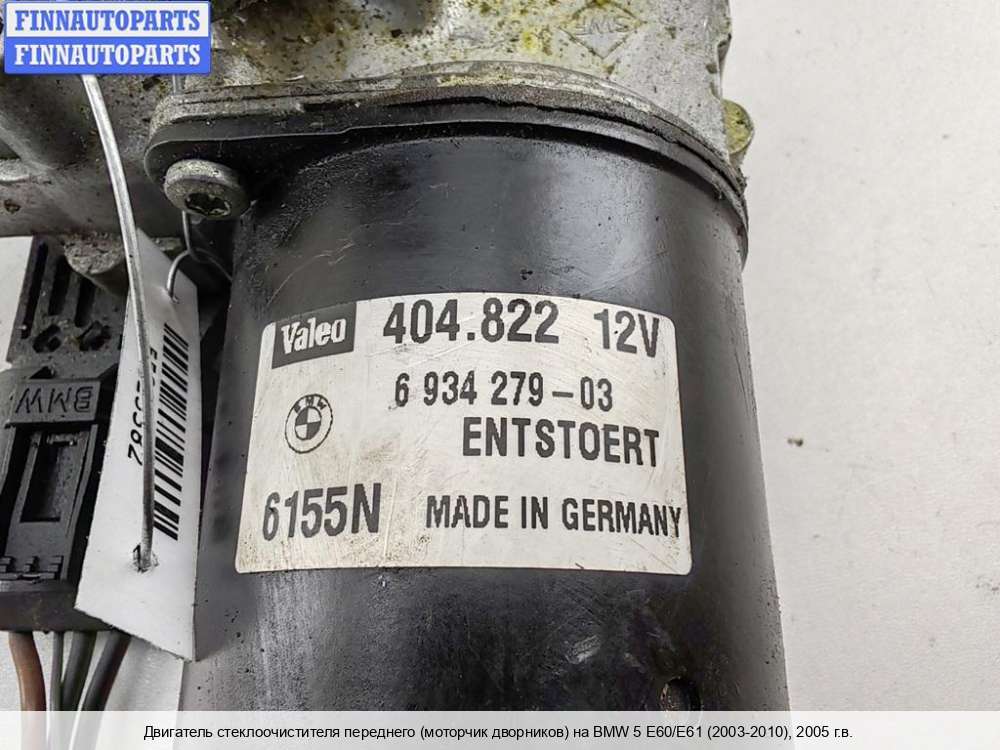 FINNAUTOPARTS
FINNAUTOPARTS
Valeo 404.822 12V
6 934 279-03
BMW
ENTSTOERT
6155N MADE IN GERMANY
BMW
Двигатель стеклоочистителя переднего (моторчик дворников) на BMW 5 E60/E61 (2003-2010), 2005 г.в.